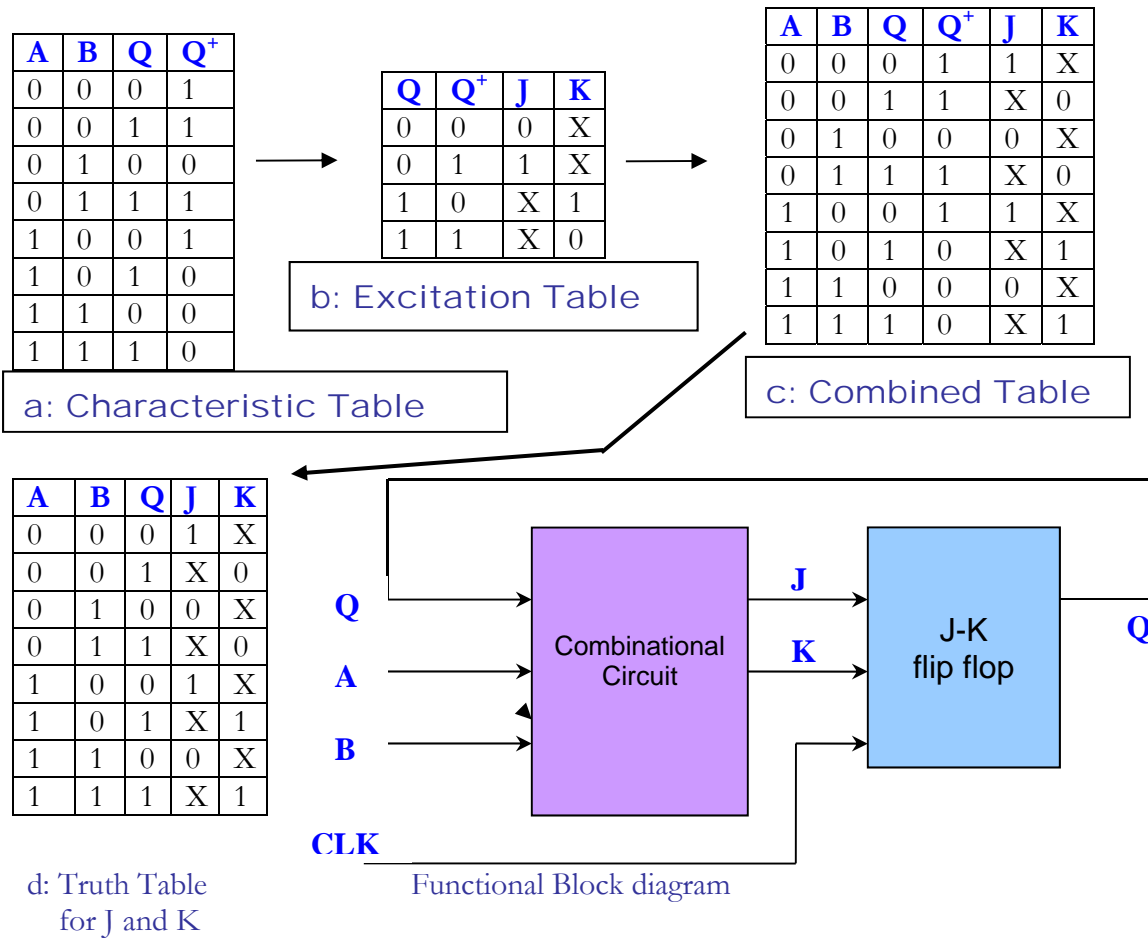 A B Q Q+
0 0 0 1
0 0 1 1
0 1 0 0
0 1 1 1
1 0 0 1
1 0 1 0
1 1 0 0
1 1 1 0
a: Characteristic Table
Q Q+ J K
0 0 0 X
0 1 1 X
1 0 X 1
1 1 X 0
b: Excitation Table
A B Q Q+ J K
0 0 0 1 1 X
0 0 1 1 X 0
0 1 0 0 0 X
0 1 1 1 X 0
1 0 0 1 1 X
1 0 1 0 X 1
1 1 0 0 0 X
1 1 1 0 X 1
c: Combined Table
A B Q J K
0 0 0 1 X
0 0 1 X 0
0 1 0 0 X
0 1 1 X 0
1 0 0 1 X
1 0 1 X 1
1 1 0 0 X
1 1 1 X 1
d: Truth Table
for J and K
Q
A
B
CLK
Combinational
Circuit
J
K
J-K
flip flop
Q
Functional Block diagram